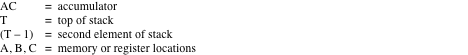 AC = accumulator
T = top of stack
(T – 1) = second element of stack
A, B, C = memory or register locations